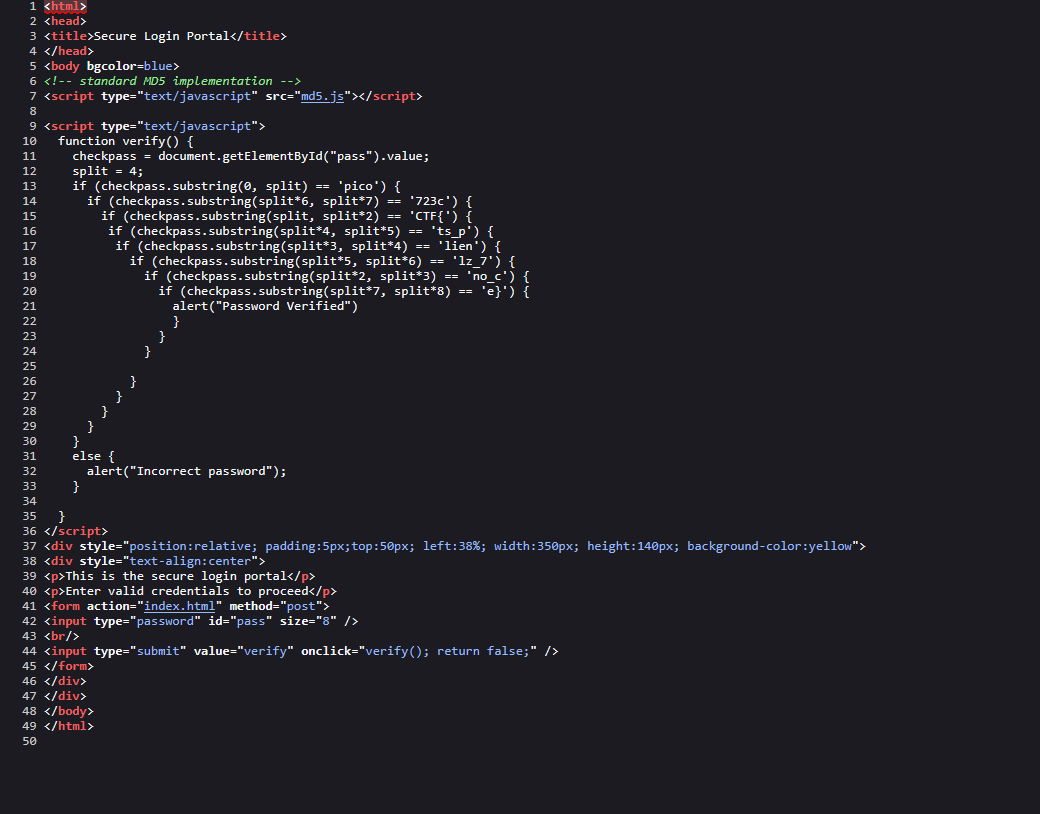 1 <html>
2 <head>
3 <title>Secure Login Portal</title>
4 </head>
5 <body bgcolor=blue>
6 <!-- standard MD5 implementation -->
7 <script type="text/javascript" src="md5.js"></script>
8
9 <script type="text/javascript">
10   function verify() {
11     checkpass = document.getElementById("pass").value;
12     split = 4;
13     if (checkpass.substring(0, split) == 'pico') {
14       if (checkpass.substring(split*6, split*7) == '723c') {
15         if (checkpass.substring(split, split*2) == 'CTF{') {
16          if (checkpass.substring(split*4, split*5) == 'ts_p') {
17           if (checkpass.substring(split*3, split*4) == 'lien') {
18             if (checkpass.substring(split*5, split*6) == 'lz_7') {
19               if (checkpass.substring(split*2, split*3) == 'no_c') {
20                 if (checkpass.substring(split*7, split*8) == 'e}') {
21                   alert("Password Verified")
22                   }
23                 }
24               }
25
26             }
27           }
28         }
29       }
30     }
31     else {
32       alert("Incorrect password");
33     }
34
35   }
36 </script>
37 <div style="position:relative; padding:5px;top:50px; left:38%; width:350px; height:140px; background-color:yellow">
38 <div style="text-align:center">
39 <p>This is the secure login portal</p>
40 <p>Enter valid credentials to proceed</p>
41 <form action="index.html" method="post">
42 <input type="password" id="pass" size="8" />
43 <br/>
44 <input type="submit" value="verify" onclick="verify(); return false;" />
45 </form>
46 </div>
47 </div>
48 </body>
49 </html>
50